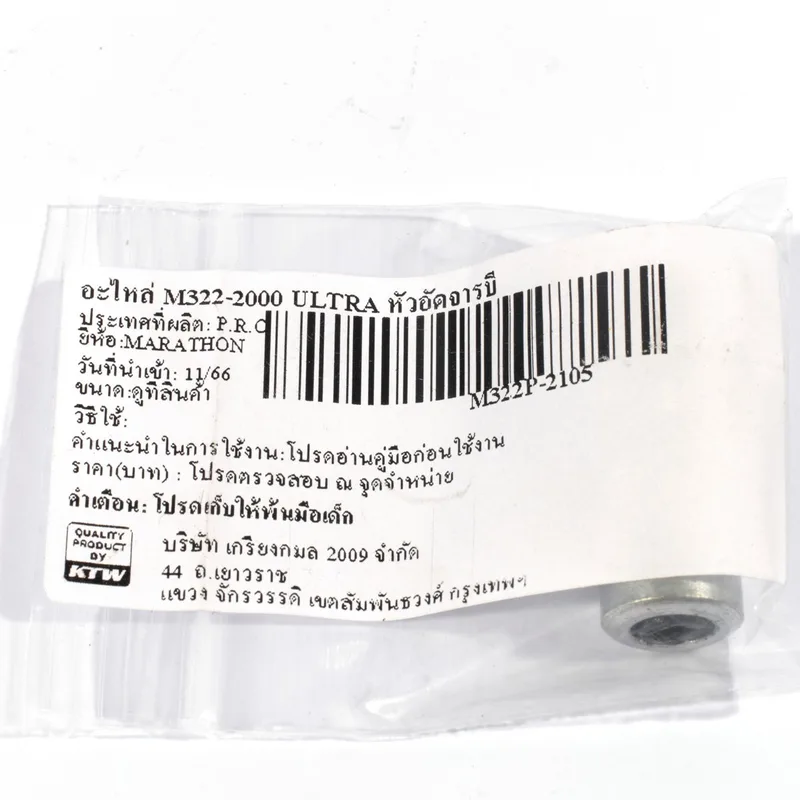 อะไหล่ M322-2000 ULTRA หัวอัดจารบี
ประเทศที่ผลิต: P.R.C
ยี่ห้อ:MARATHON
วันที่นำเข้า: 11/66
ขนาด:ดูที่สินค้า
M322P-2105
วิธีใช้:
คำแนะนำในการใช้งาน:โปรดอ่านคู่มือก่อนใช้งาน
ราคา(บาท) : โปรดตรวจสอบ ณ จุดจำหน่าย
คำเตือน: โปรดเก็บให้พ้นมือเด็ก
QUALITY
PRODUCT
BY
KTW
บริษัท เกรียงกมล 2009 จำกัด
44 ถ.เยาวราช
แขวง จักรวรรดิ เขตสัมพันธวงศ์ กรุงเทพฯ